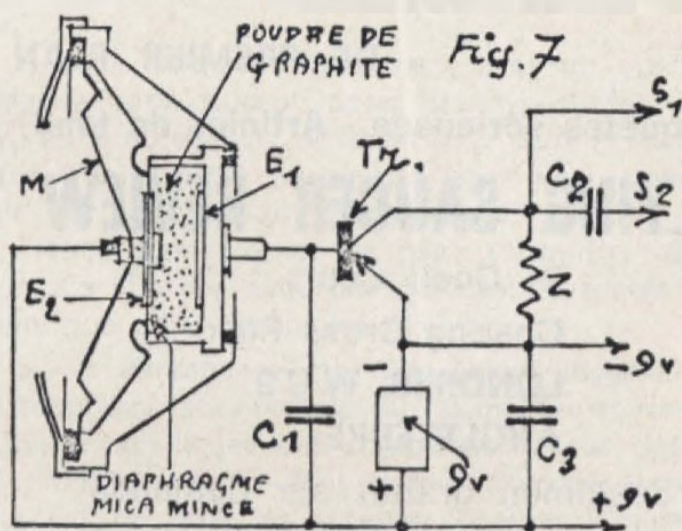 POUDRE DE
GRAPHITE
Fig. 7
S1
E1
Tr.
C2
S2
M
Z
E2
-
-9v
C1
9v
C3
+
DIAPHRAGME
MICA MINCE
+9v